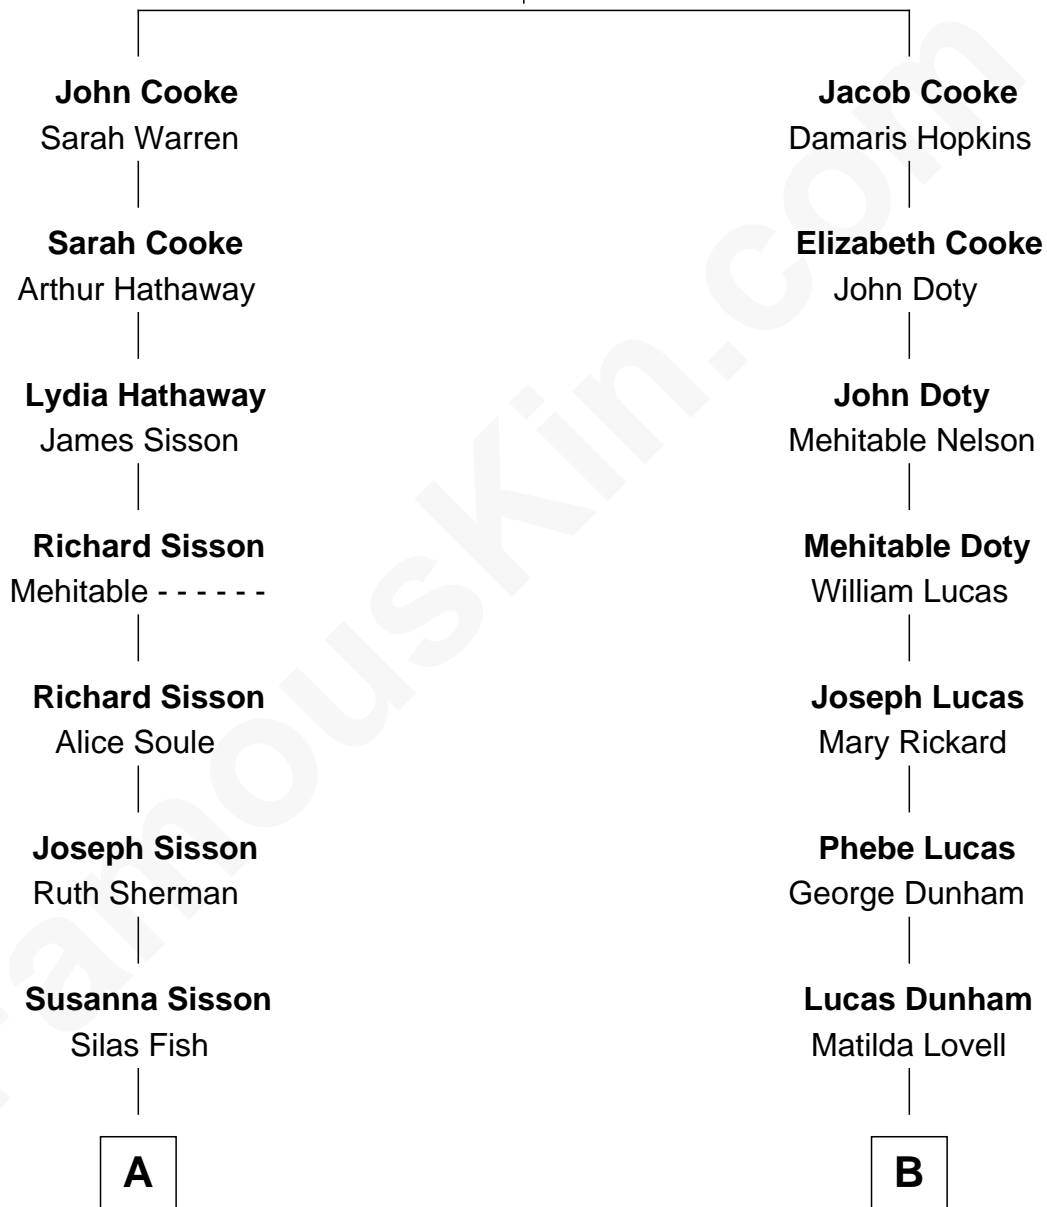 John Cooke
Sarah Warren
Sarah Cooke
Arthur Hathaway
Lydia Hathaway
James Sisson
Richard Sisson
Mehitable - - - - - -
Richard Sisson
Alice Soule
Joseph Sisson
Ruth Sherman
Susanna Sisson
Silas Fish
A
Jacob Cooke
Damaris Hopkins
Elizabeth Cooke
John Doty
John Doty
Mehitable Nelson
Mehitable Doty
William Lucas
Joseph Lucas
Mary Rickard
Phebe Lucas
George Dunham
Lucas Dunham
Matilda Lovell
B
FamousKin.com